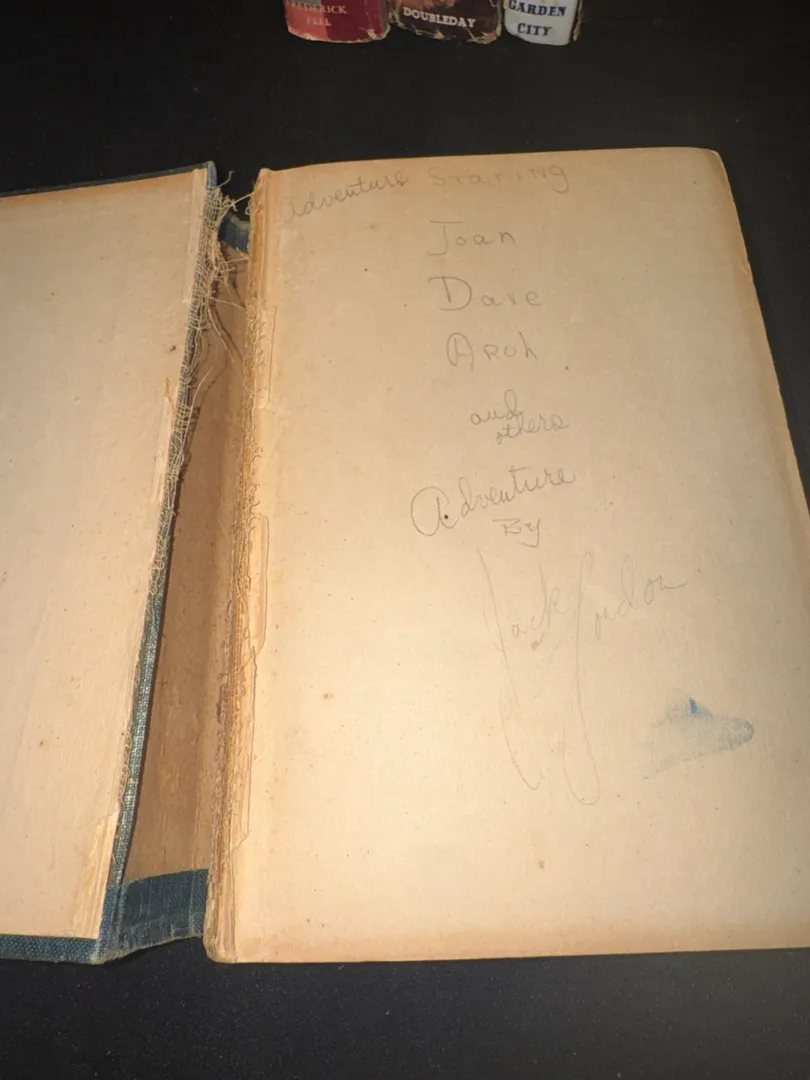 FREDERICK
FELL
DOUBLEDAY
GARDEN
CITY
Adventure Staring
Joan
Dave
Aroh
and
others
Adventure
By
Jack Gordon